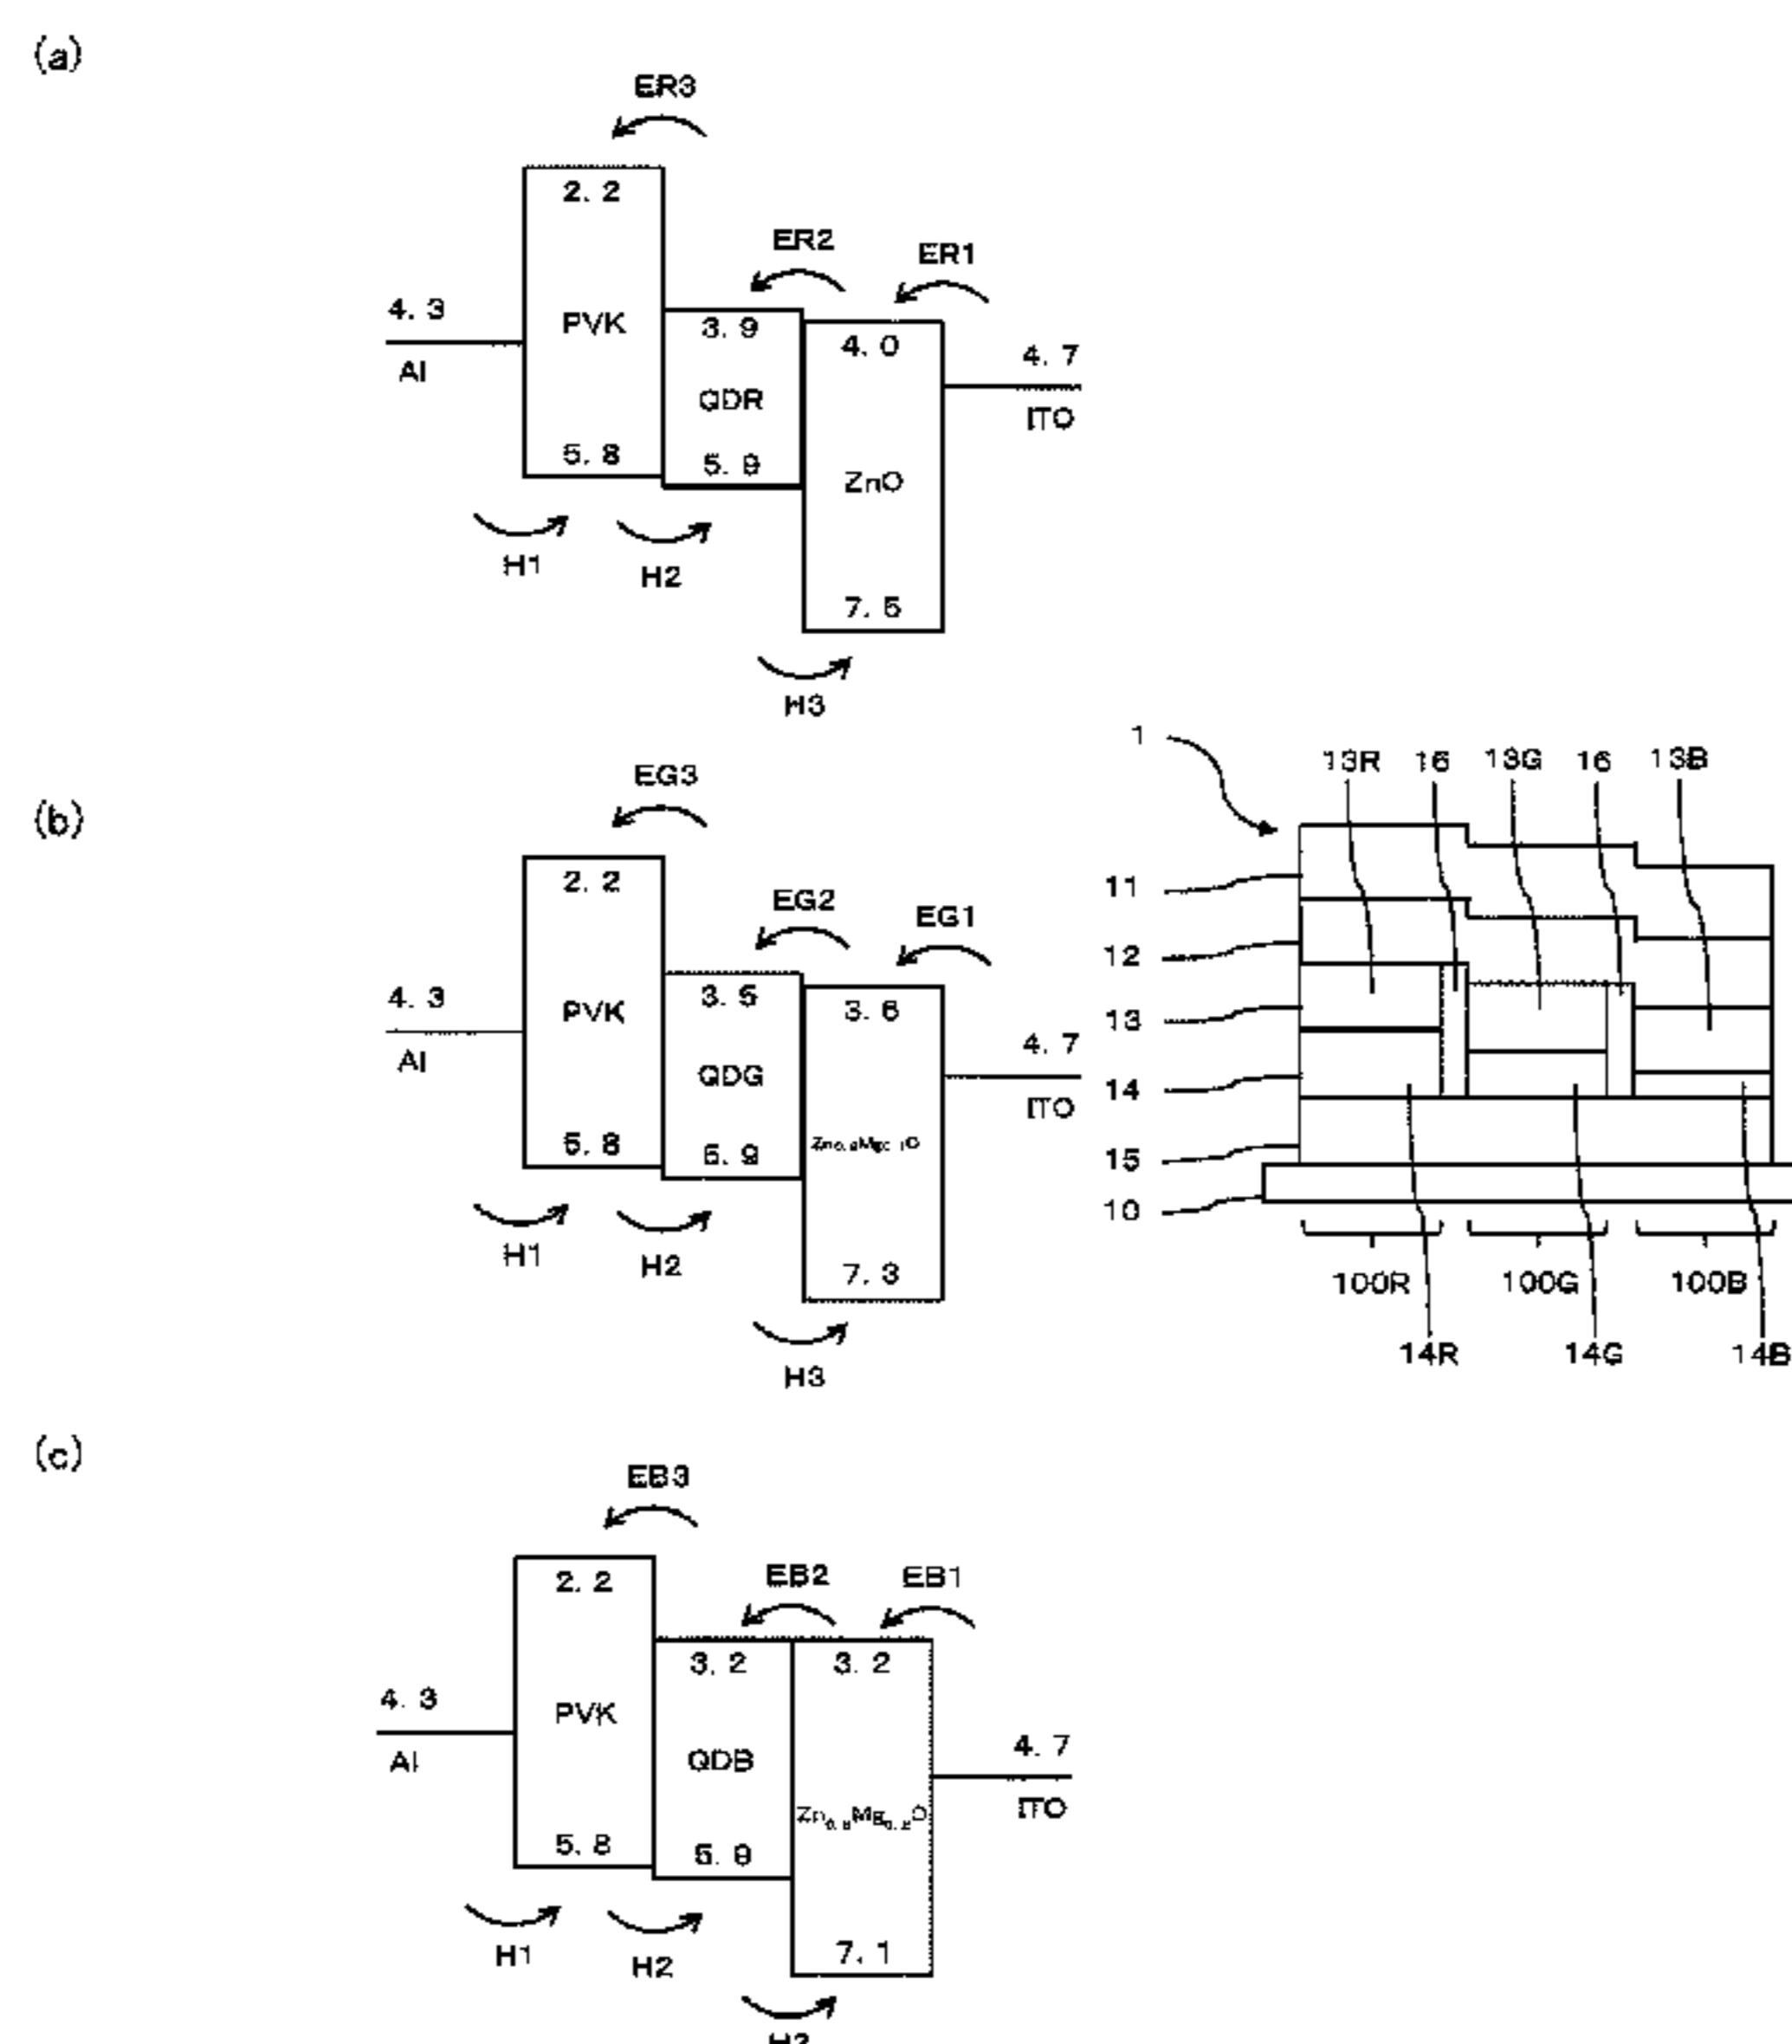 (a)
ER3
2. 2
ER2
ER1
4. 3
PVK
3. 9
4. 0
4. 7
Al
QDR
ITO
5. 8
5. 9
ZnO
H1
H2
7. 5
H3
(b)
EG3
2. 2
EG2
EG1
4. 3
PVK
3. 5
3. 6
4. 7
Al
QDG
ITO
5. 8
5. 9
H1
H2
7. 3
H3
1
13R 16 13G 16 13B
11
12
13
14
15
10
100R 100G 100B
14R 14G 14B
(c)
EB3
2. 2
EB2
EB1
4. 3
PVK
3. 2
3. 2
4. 7
Al
QDB
ITO
5. 8
5. 9
H1
H2
7. 1